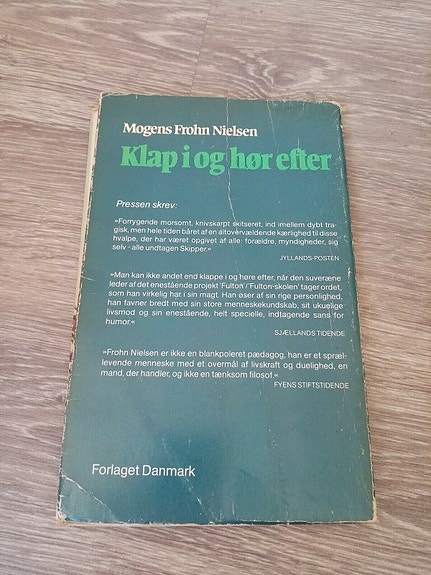 Mogens Frohn Nielsen
Klap i og hør efter
Pressen skrev:
»Forrygende morsomt, knivskarpt skitseret, ind imellem dybt tra-
gisk, men hele tiden båret af en altovervældende kærlighed til disse
hvalpe, der har været opgivet af alle: forældre, myndigheder, sig
selv - alle undtagen Skipper.«
JYLLANDS-POSTEN
»Man kan ikke andet end klappe i og høre efter, når den suveræne
leder af det enestående projekt 'Fulton'/'Fulton-skolen' tager ordet,
som han virkelig har i sin magt. Han øser af sin rige personlighed,
han favner bredt med sin store menneskekundskab, sit ukuelige
livsmod og sin enestående, helt specielle, indtagende sans for
humor.«
SJÆLLANDS TIDENDE
»Frohn Nielsen er ikke en blankpoleret pædagog, han er et spræl-
levende menneske med et overmål af livskraft og duelighed, en
mand, der handler, og ikke en tænksom filosof.«
FYENS STIFTSTIDENDE
Forlaget Danmark